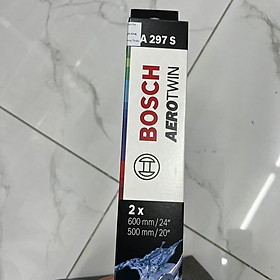 A 297 S
BOSCH
AEROTWIN
2 x
600 mm / 24"
500 mm / 20"